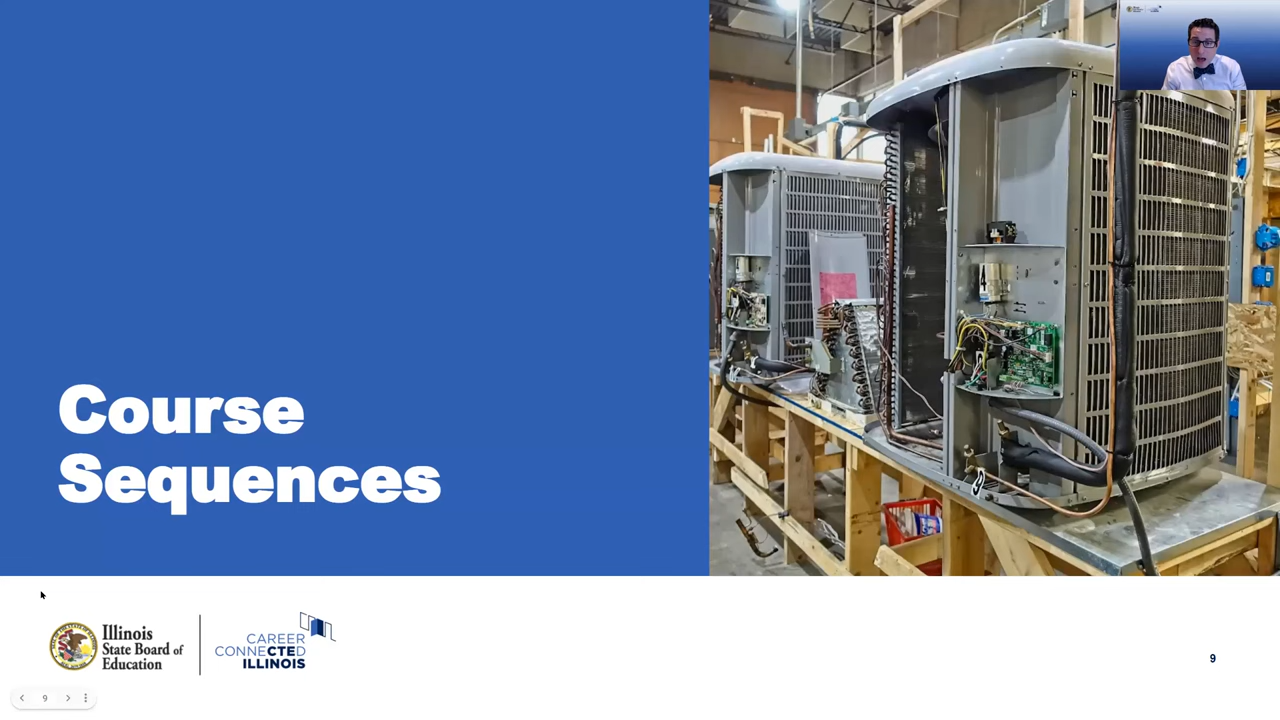 Course
Sequences
Illinois
State Board of
Education
CAREER
CONNECTED
ILLINOIS
9
9